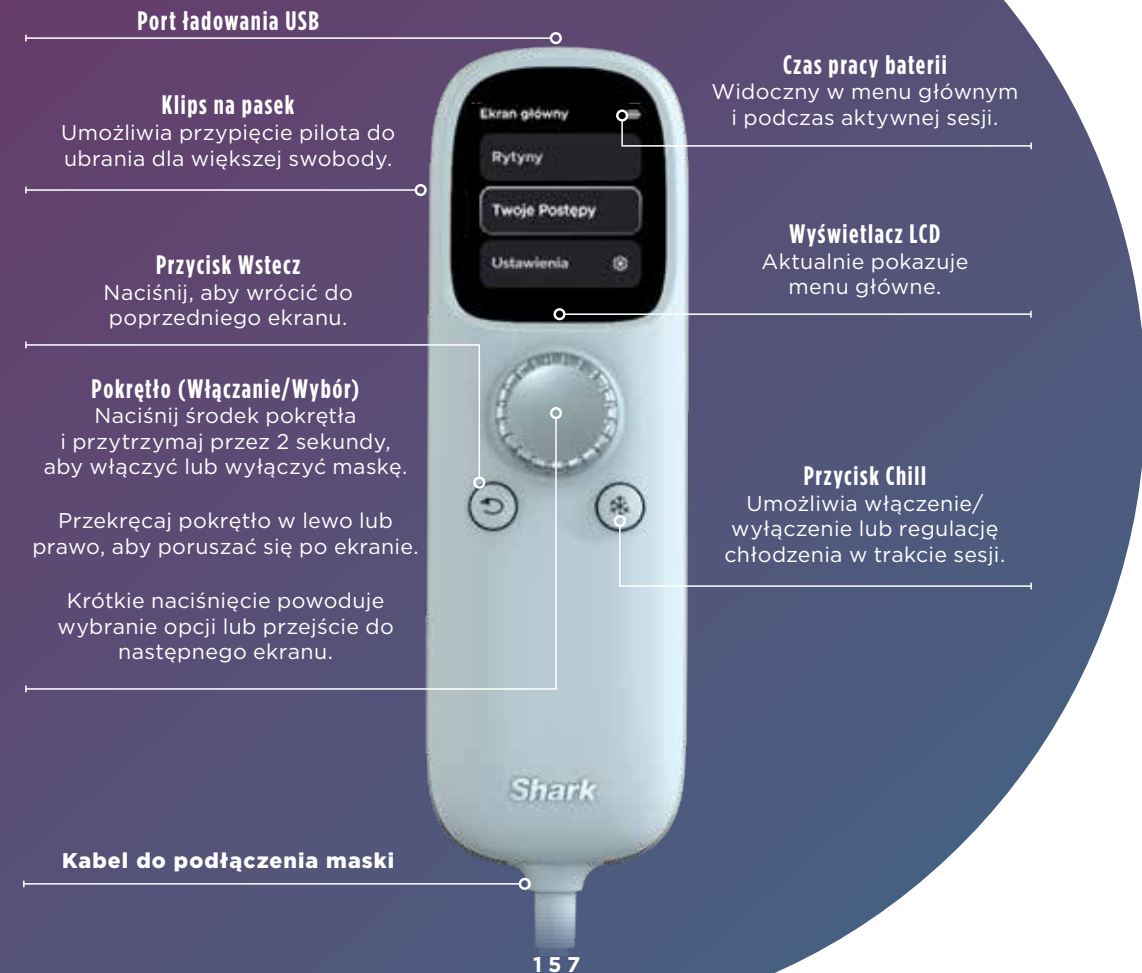 Port ładowania USB
Klips na pasek
Umożliwia przypięcie pilota do
ubrania dla większej swobody.
Przycisk Wstecz
Naciśnij, aby wrócić do
poprzedniego ekranu.
Pokrętło (Włączanie/Wybór)
Naciśnij środek pokrętła
i przytrzymaj przez 2 sekundy,
aby włączyć lub wyłączyć maskę.
Przekręcaj pokrętło w lewo lub
prawo, aby poruszać się po ekranie.
Krótkie naciśnięcie powoduje
wybranie opcji lub przejście do
następnego ekranu.
Kabel do podłączenia maski
Ekran główny
Rytyny
Twoje Postępy
Ustawienia
Shark
Czas pracy baterii
Widoczny w menu głównym
i podczas aktywnej sesji.
Wyświetlacz LCD
Aktualnie pokazuje
menu główne.
Przycisk Chill
Umożliwia włączenie/
wyłączenie lub regulację
chłodzenia w trakcie sesji.
157